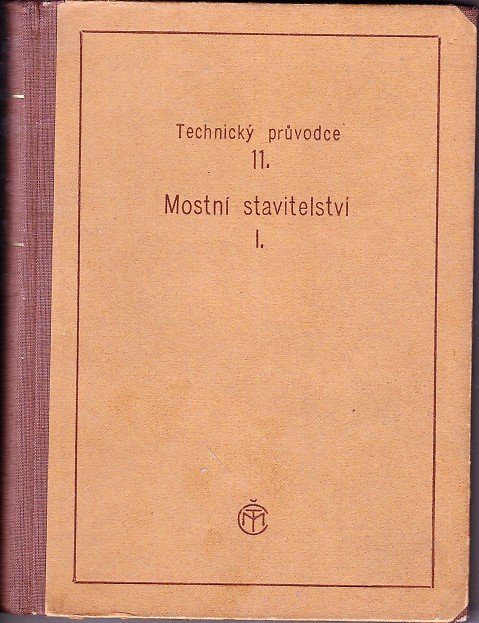 Technický průvodce
11.
Mostní stavitelství
I.